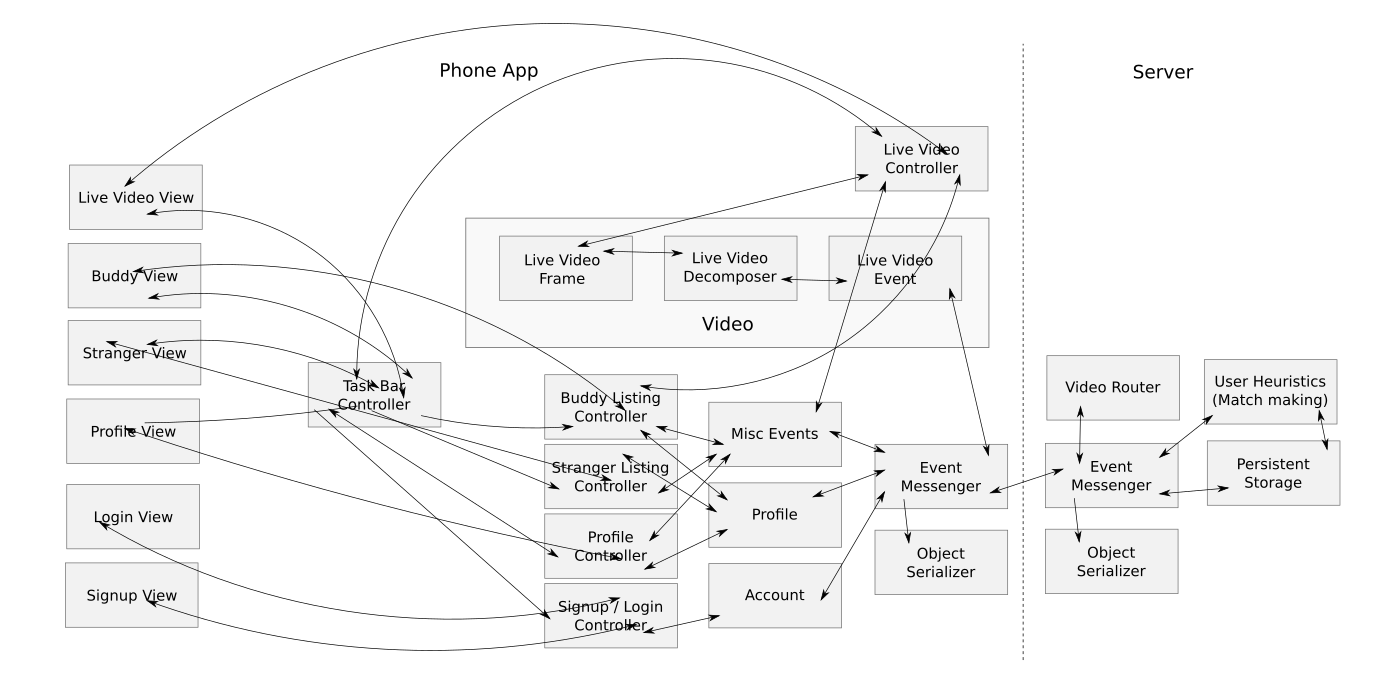 Phone App
Server
Live Video
Controller
Live Video View
Buddy View
Stranger View
Profile View
Login View
Signup View
Task Bar
Controller
Live Video
Frame
Live Video
Decomposer
Live Video
Event
Video
Buddy Listing
Controller
Stranger Listing
Controller
Profile
Controller
Signup / Login
Controller
Misc Events
Profile
Account
Event
Messenger
Object
Serializer
Video Router
User Heuristics
(Match making)
Event
Messenger
Persistent
Storage
Object
Serializer